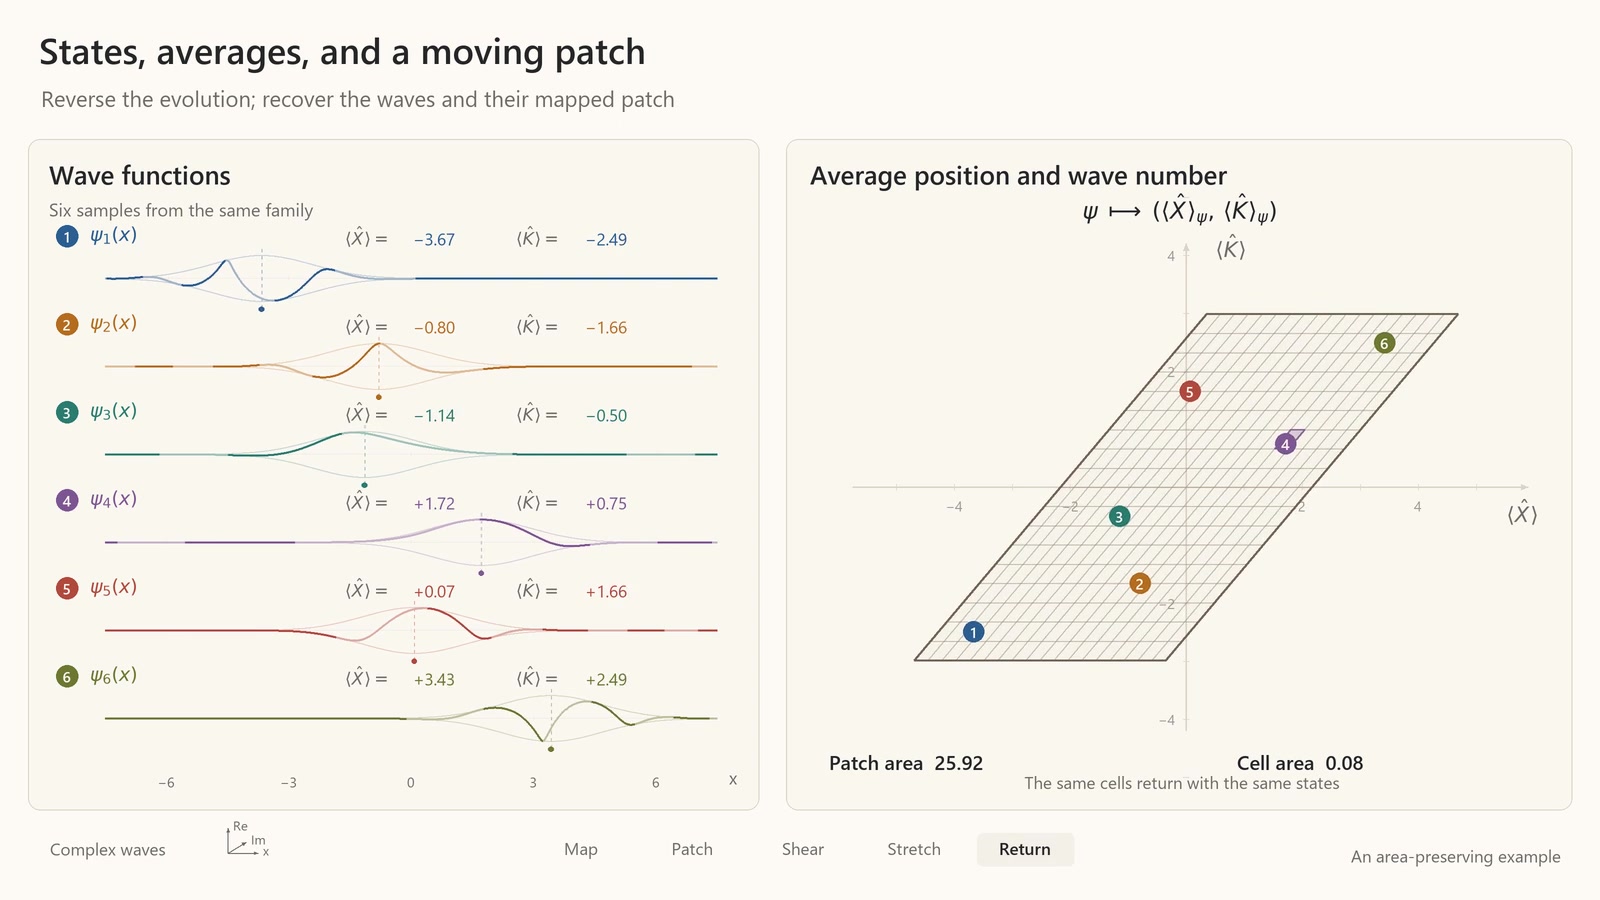 States, averages, and a moving patch
Reverse the evolution; recover the waves and their mapped patch
Wave functions
Six samples from the same family
1 ψ₁(x) ⟨X̂⟩ = −3.67 ⟨K̂⟩ = −2.49
2 ψ₂(x) ⟨X̂⟩ = −0.80 ⟨K̂⟩ = −1.66
3 ψ₃(x) ⟨X̂⟩ = −1.14 ⟨K̂⟩ = −0.50
4 ψ₄(x) ⟨X̂⟩ = +1.72 ⟨K̂⟩ = +0.75
5 ψ₅(x) ⟨X̂⟩ = +0.07 ⟨K̂⟩ = +1.66
6 ψ₆(x) ⟨X̂⟩ = +3.43 ⟨K̂⟩ = +2.49
−6 −3 0 3 6 x
Average position and wave number
ψ ⟼ (⟨X̂⟩ψ, ⟨K̂⟩ψ)
4 ⟨K̂⟩
6
2
5
4
−4 −2 2 4
⟨X̂⟩
3
2
−2
1
−4
Patch area 25.92 Cell area 0.08
The same cells return with the same states
Complex waves
Re
Im
x
Map Patch Shear Stretch Return
An area-preserving example